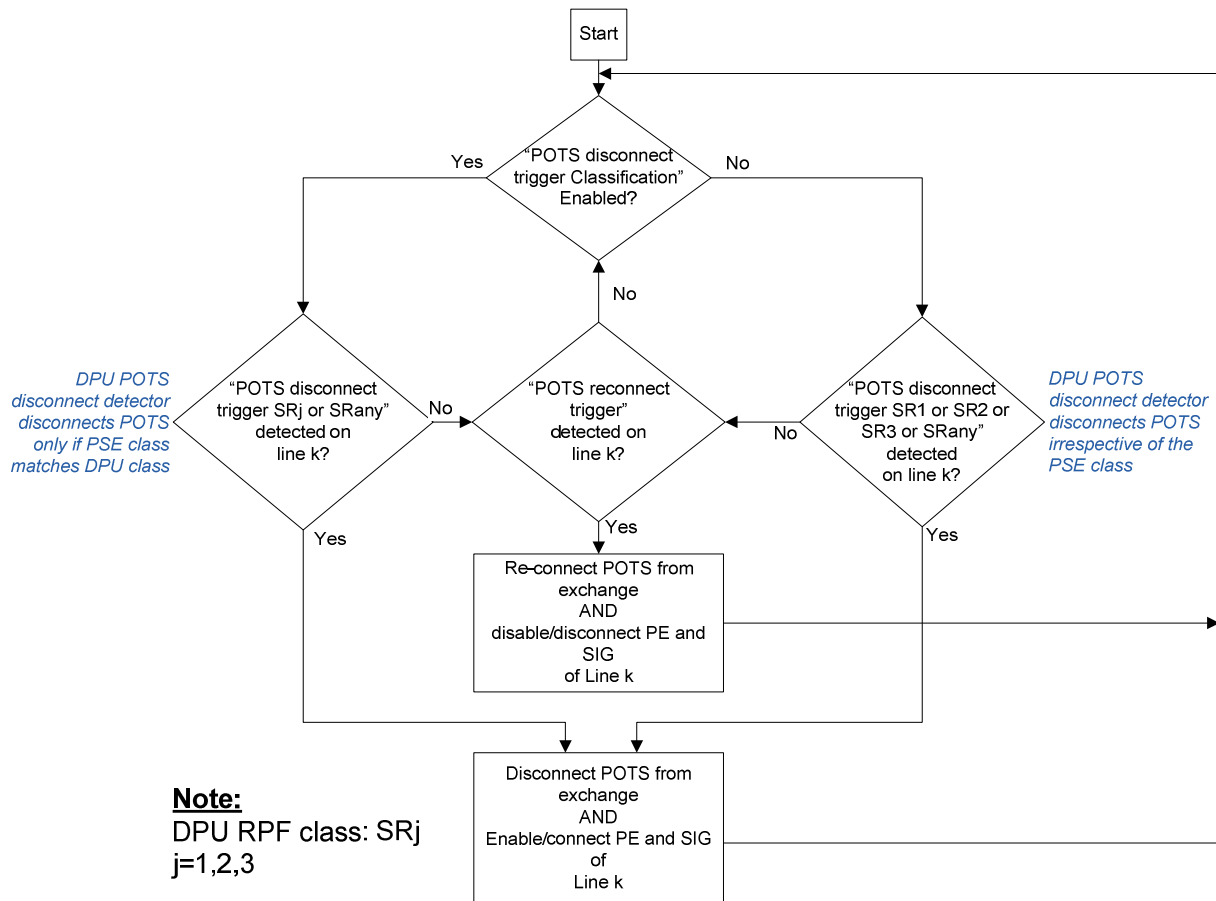 Start
“POTS disconnect
trigger Classification”
Enabled?
Yes
No
No
“POTS disconnect
trigger SRj or SRany”
detected on
line k?
DPU POTS
disconnect detector
disconnects POTS
only if PSE class
matches DPU class
No
“POTS reconnect
trigger”
detected on
line k?
No
“POTS disconnect
trigger SR1 or SR2 or
SR3 or SRany”
detected
on line k?
DPU POTS
disconnect detector
disconnects POTS
irrespective of the
PSE class
Yes
Yes
Yes
Re-connect POTS from
exchange
AND
disable/disconnect PE and
SIG
of Line k
Disconnect POTS from
exchange
AND
Enable/connect PE and SIG
of
Line k
Note:
DPU RPF class: SRj
j=1,2,3